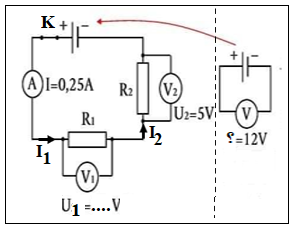 K + −
+ −
A I=0,25A
R₂ V₂
V
U₂=5V
؟=12V
R₁
I₁ I₂
V₁
U₁ =....V